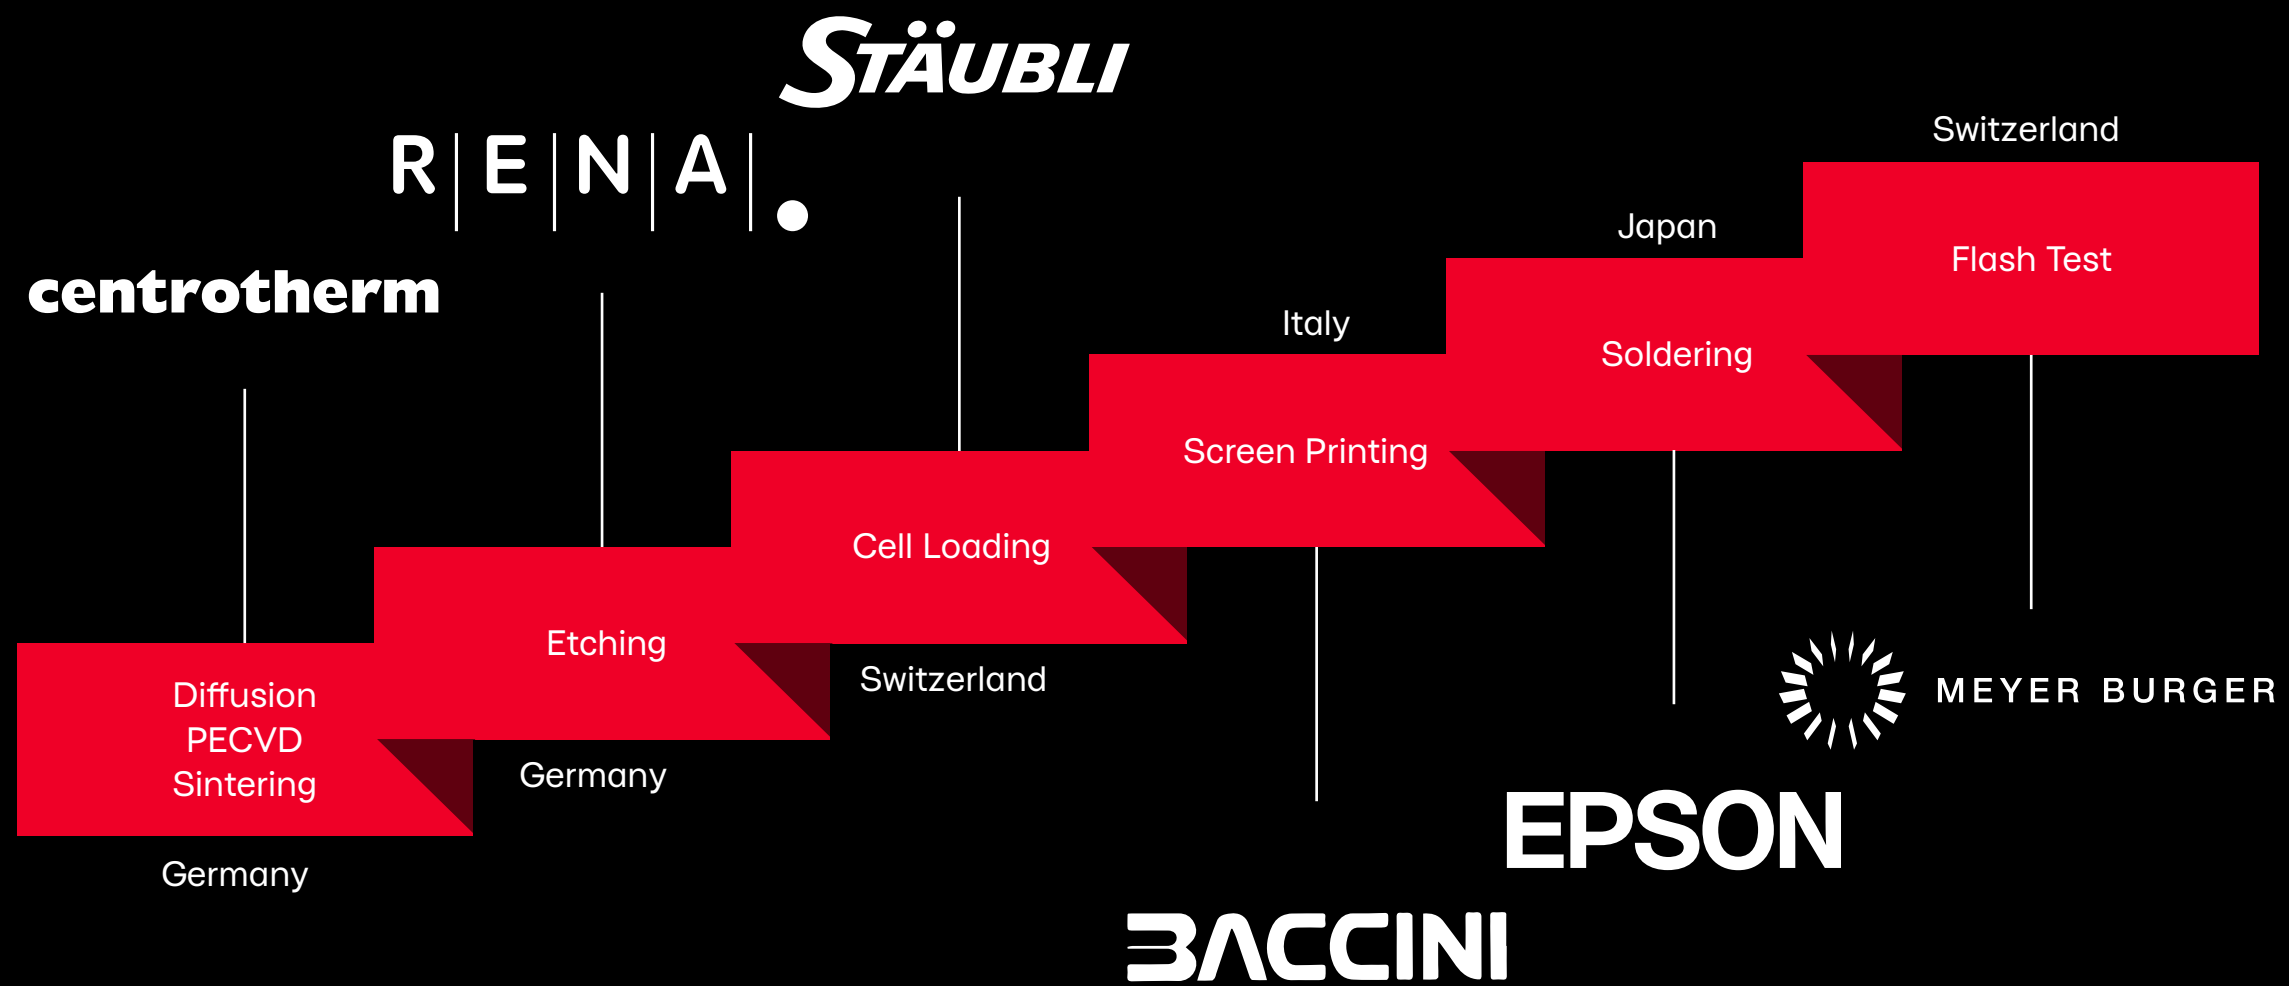 STÄUBLI
RENA.
centrotherm
Switzerland
Flash Test
Japan
Soldering
Italy
Screen Printing
Cell Loading
Switzerland
Etching
Germany
Diffusion
PECVD
Sintering
Germany
MEYER BURGER
EPSON
BACCINI